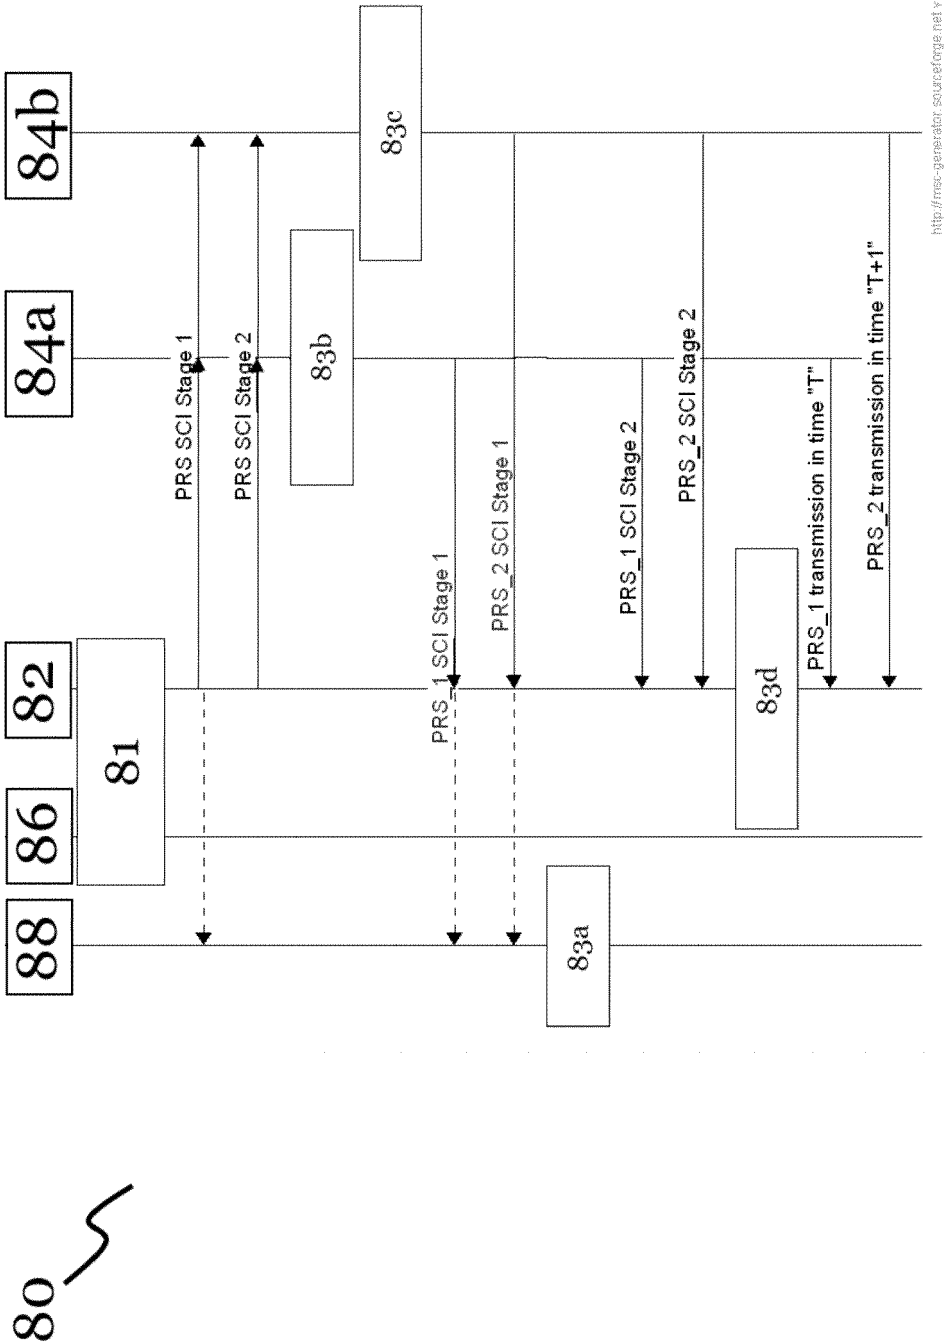 80
88
86
82
84a
84b
81
PRS SCI Stage 1
PRS SCI Stage 2
83b
83c
PRS_1 SCI Stage 1
PRS_2 SCI Stage 1
83a
PRS_1 SCI Stage 2
PRS_2 SCI Stage 2
83d
PRS_1 transmission in time "T"
PRS_2 transmission in time "T+1"
http://msc-generator.sourceforge.net v